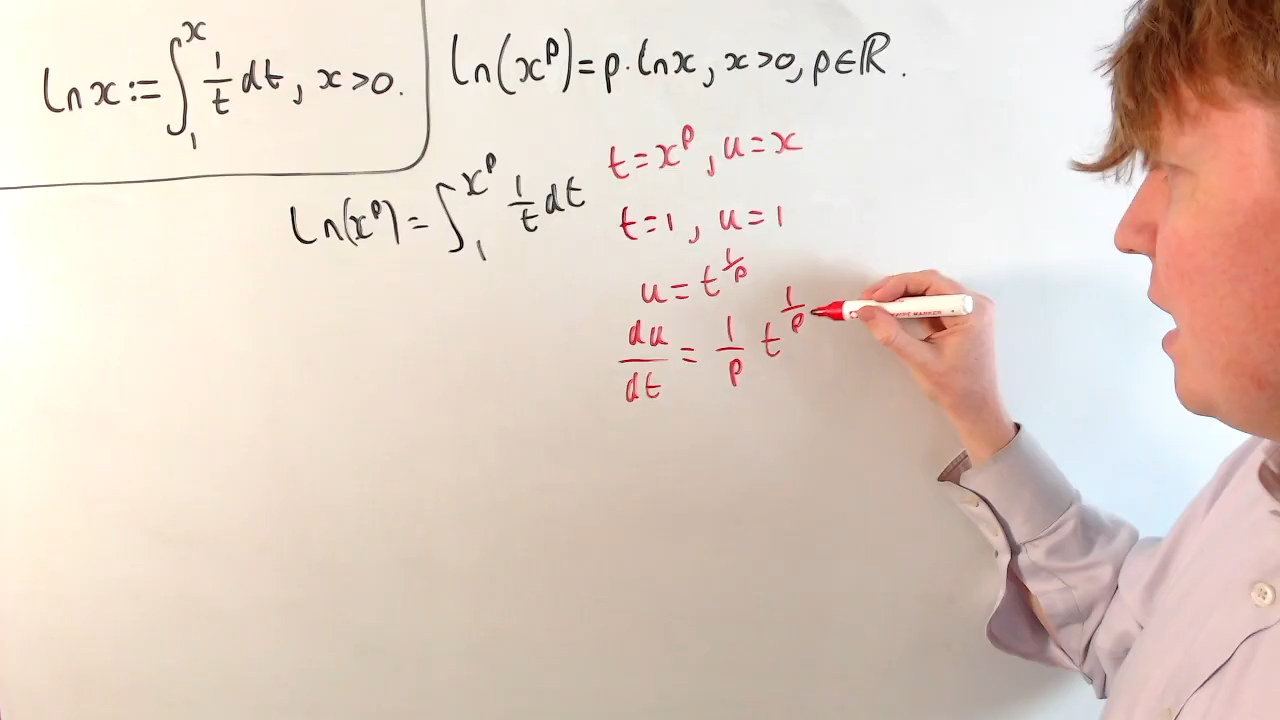 ln x := ∫₁ˣ 1/t dt, x>0.
ln(xᵖ) = p·ln x, x>0, p∈ℝ.
ln(xᵖ) = ∫₁^(xᵖ) 1/t dt
t = xᵖ, u = x
t = 1, u = 1
u = t^(1/p)
du/dt = 1/p t^(1/p)